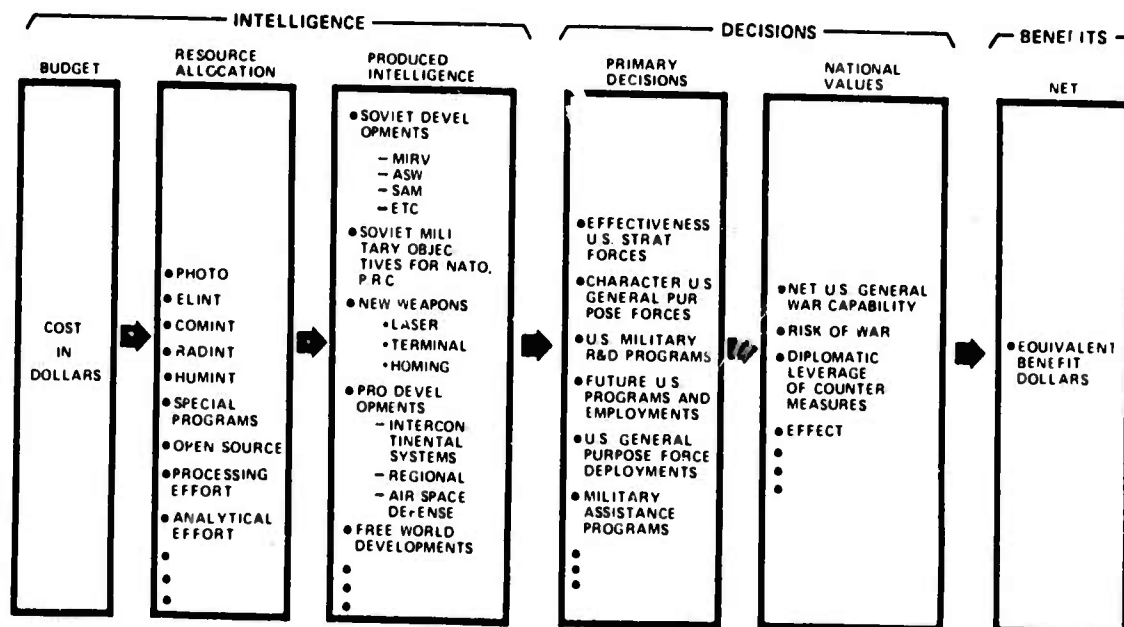 INTELLIGENCE
DECISIONS
BENEFITS
BUDGET
COST
IN
DOLLARS
RESOURCE
ALLOCATION
• PHOTO
• ELINT
• COMINT
• RADINT
• HUMINT
• SPECIAL
PROGRAMS
• OPEN SOURCE
• PROCESSING
EFFORT
• ANALYTICAL
EFFORT
•
•
•
PRODUCED
INTELLIGENCE
• SOVIET DEVEL
OPMENTS
– MIRV
– ASW
– SAM
– ETC
• SOVIET MILI
TARY OBJEC
TIVES FOR NATO,
PRC
• NEW WEAPONS
• LASER
• TERMINAL
• HOMING
• PRO DEVEL
OPMENTS
– INTERCON
TINENTAL
SYSTEMS
– REGIONAL
– AIR SPACE
DEFENSE
• FREE WORLD
DEVELOPMENTS
•
•
•
PRIMARY
DECISIONS
• EFFECTIVENESS
U.S. STRAT
FORCES
• CHARACTER U S
GENERAL PUR
POSE FORCES
• U.S. MILITARY
R&D PROGRAMS
• FUTURE U.S.
PROGRAMS AND
EMPLOYMENTS
• U.S. GENERAL
PURPOSE FORCE
DEPLOYMENTS
• MILITARY
ASSISTANCE
PROGRAMS
•
•
•
NATIONAL
VALUES
• NET U.S. GENERAL
WAR CAPABILITY
• RISK OF WAR
• DIPLOMATIC
LEVERAGE
OF COUNTER
MEASURES
• EFFECT
•
•
•
NET
• EQUIVALENT
BENEFIT
DOLLARS